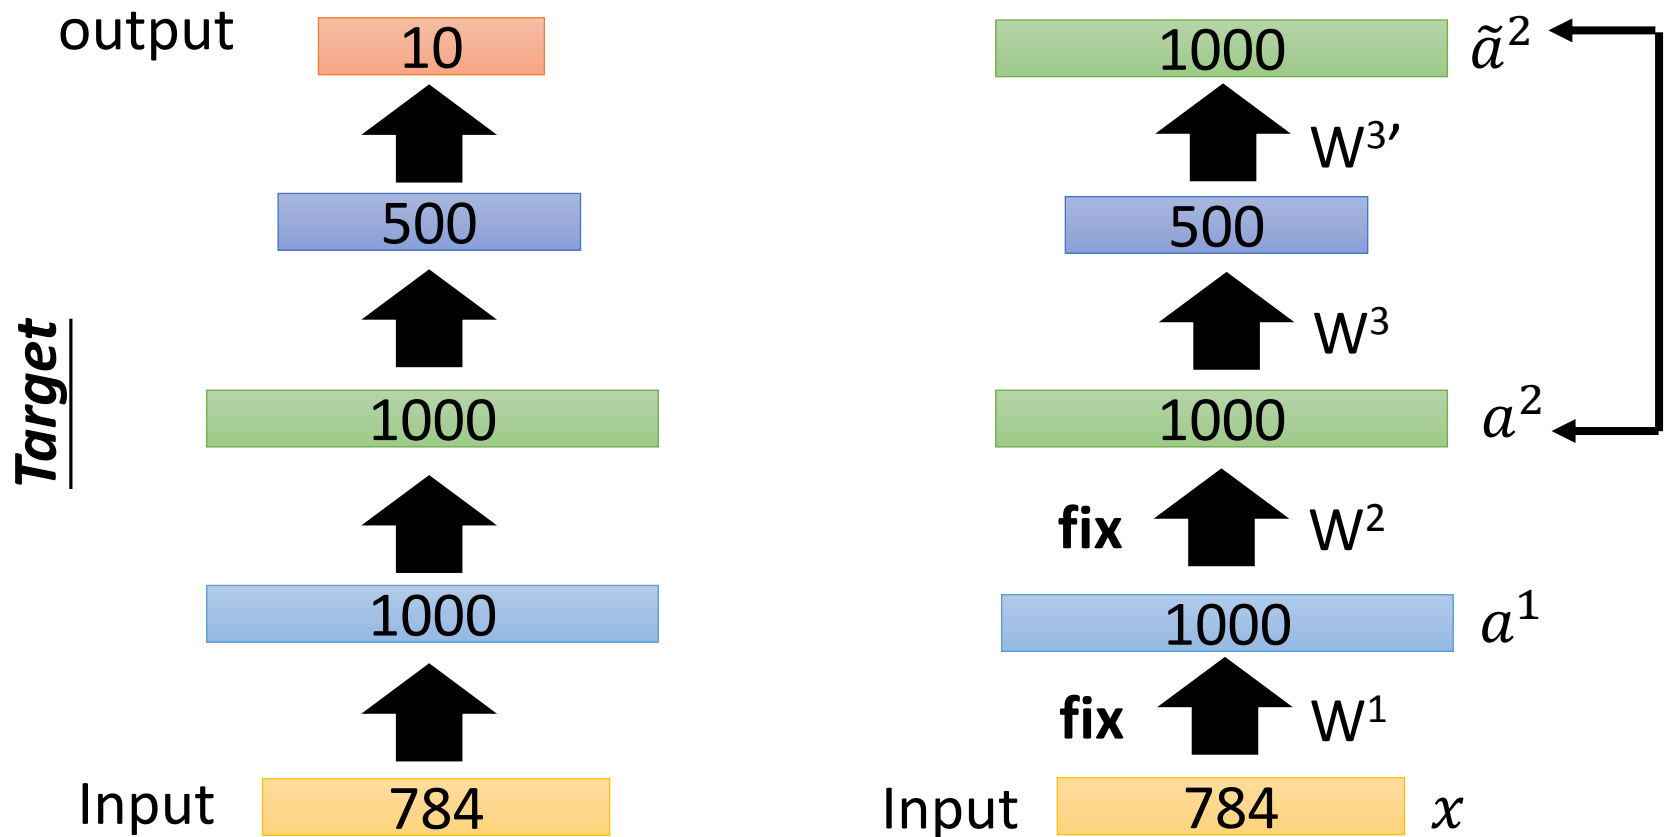 output
10
500
Target
1000
1000
Input
784
1000
ã²
W³’
500
W³
1000
a²
fix
W²
1000
a¹
fix
W¹
Input
784
x